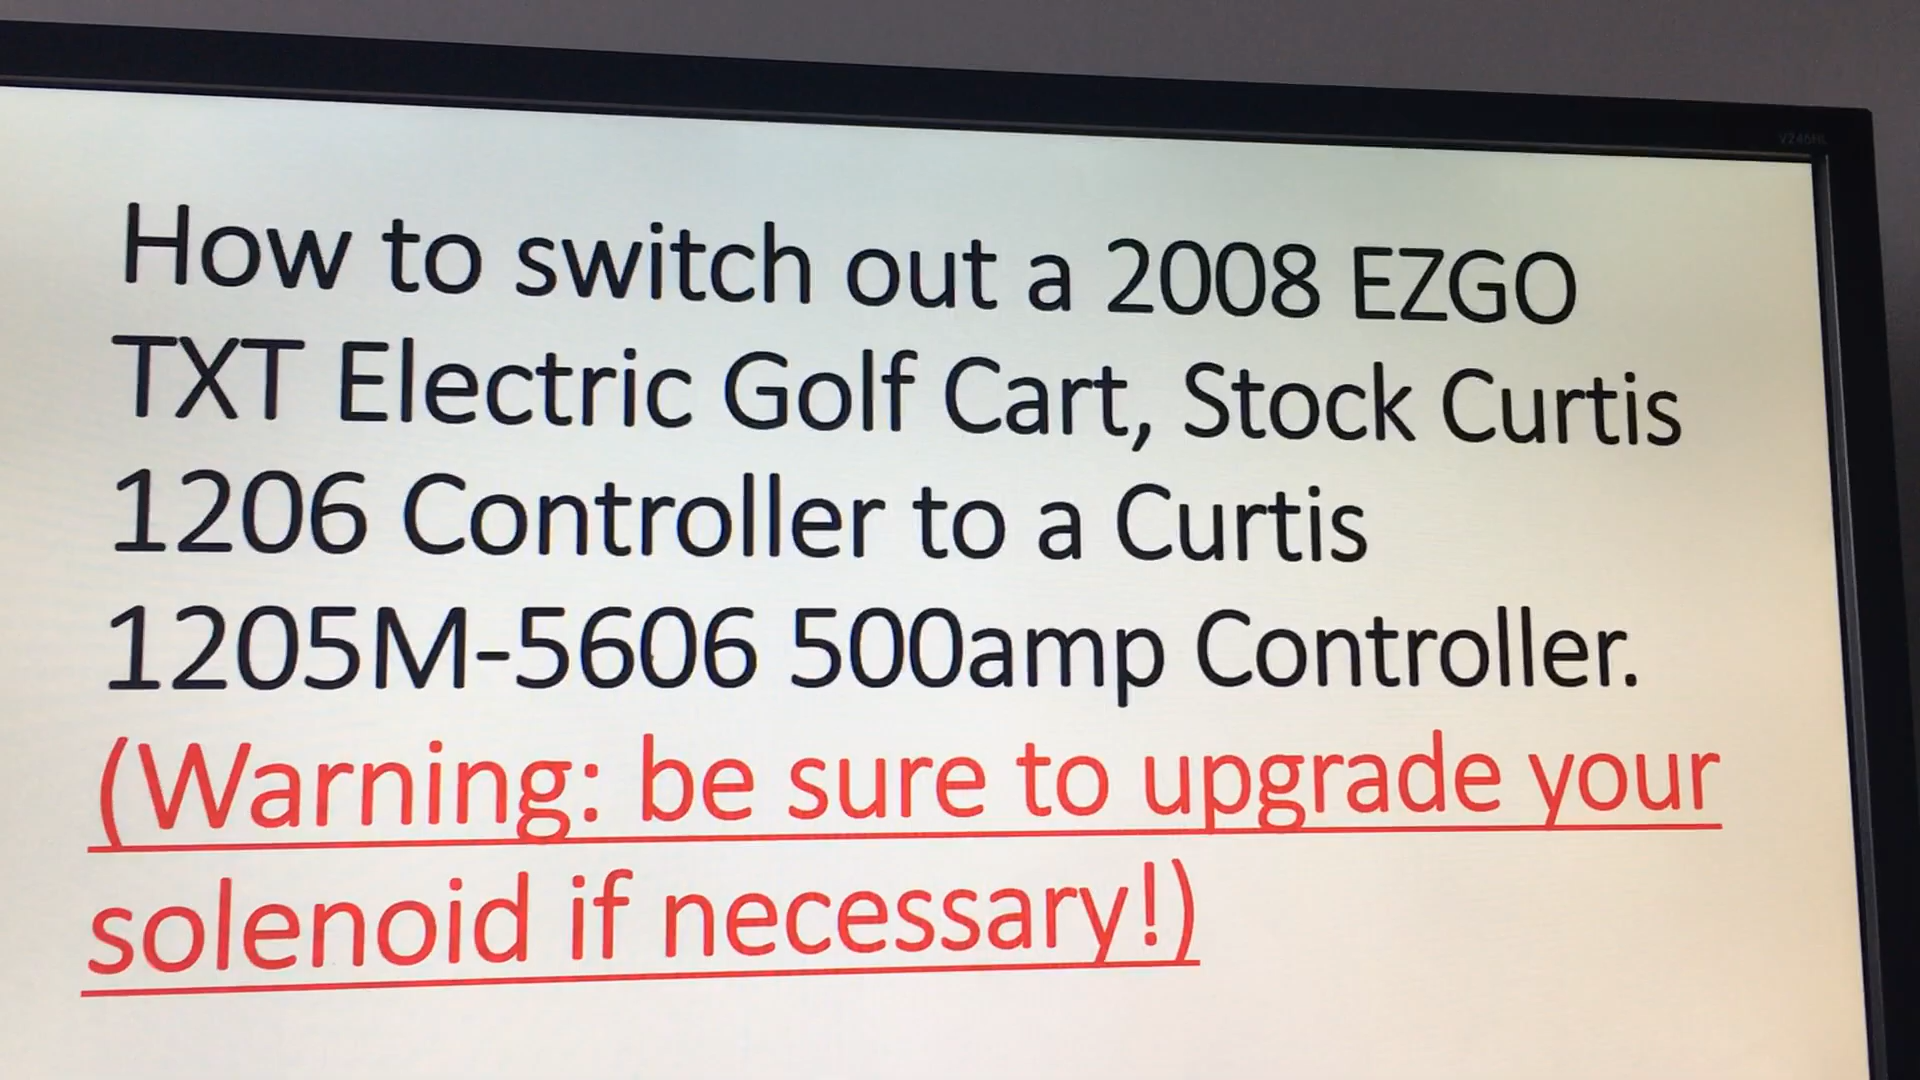 V246HL
How to switch out a 2008 EZGO
TXT Electric Golf Cart, Stock Curtis
1206 Controller to a Curtis
1205M-5606 500amp Controller.
(Warning: be sure to upgrade your
solenoid if necessary!)